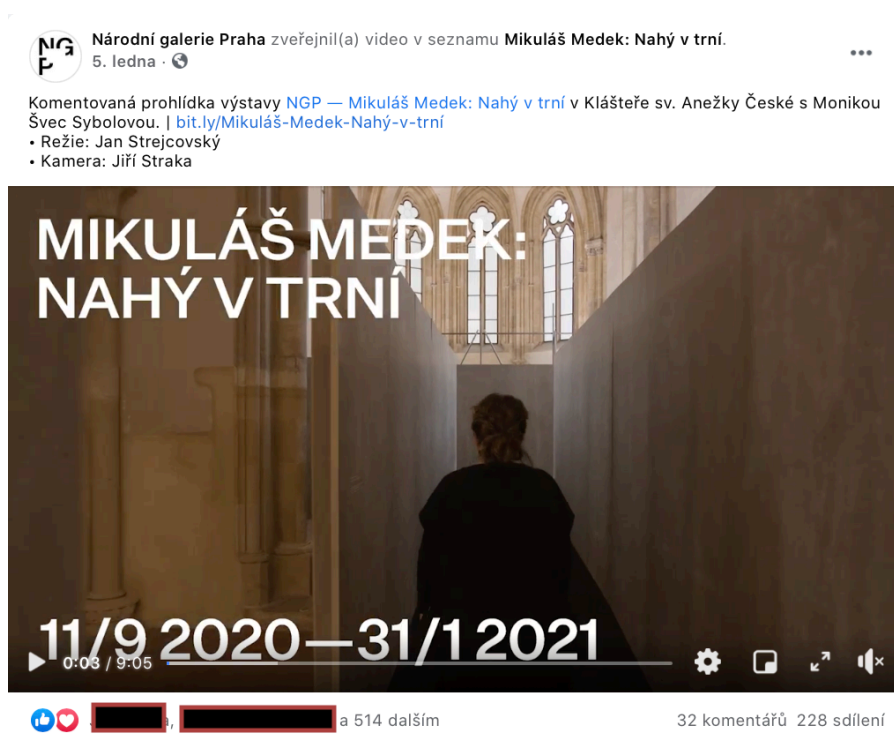 NGP
Národní galerie Praha zveřejnil(a) video v seznamu Mikuláš Medek: Nahý v trní.
5. ledna ·
Komentovaná prohlídka výstavy NGP — Mikuláš Medek: Nahý v trní v Klášteře sv. Anežky České s Monikou
Švec Sybolovou. | bit.ly/Mikuláš-Medek-Nahý-v-trní
• Režie: Jan Strejcovský
• Kamera: Jiří Straka
MIKULÁŠ MEDEK:
NAHÝ V TRNÍ
11/9 2020—31/1 2021
0:03 / 9:05
, a 514 dalším
32 komentářů 228 sdílení